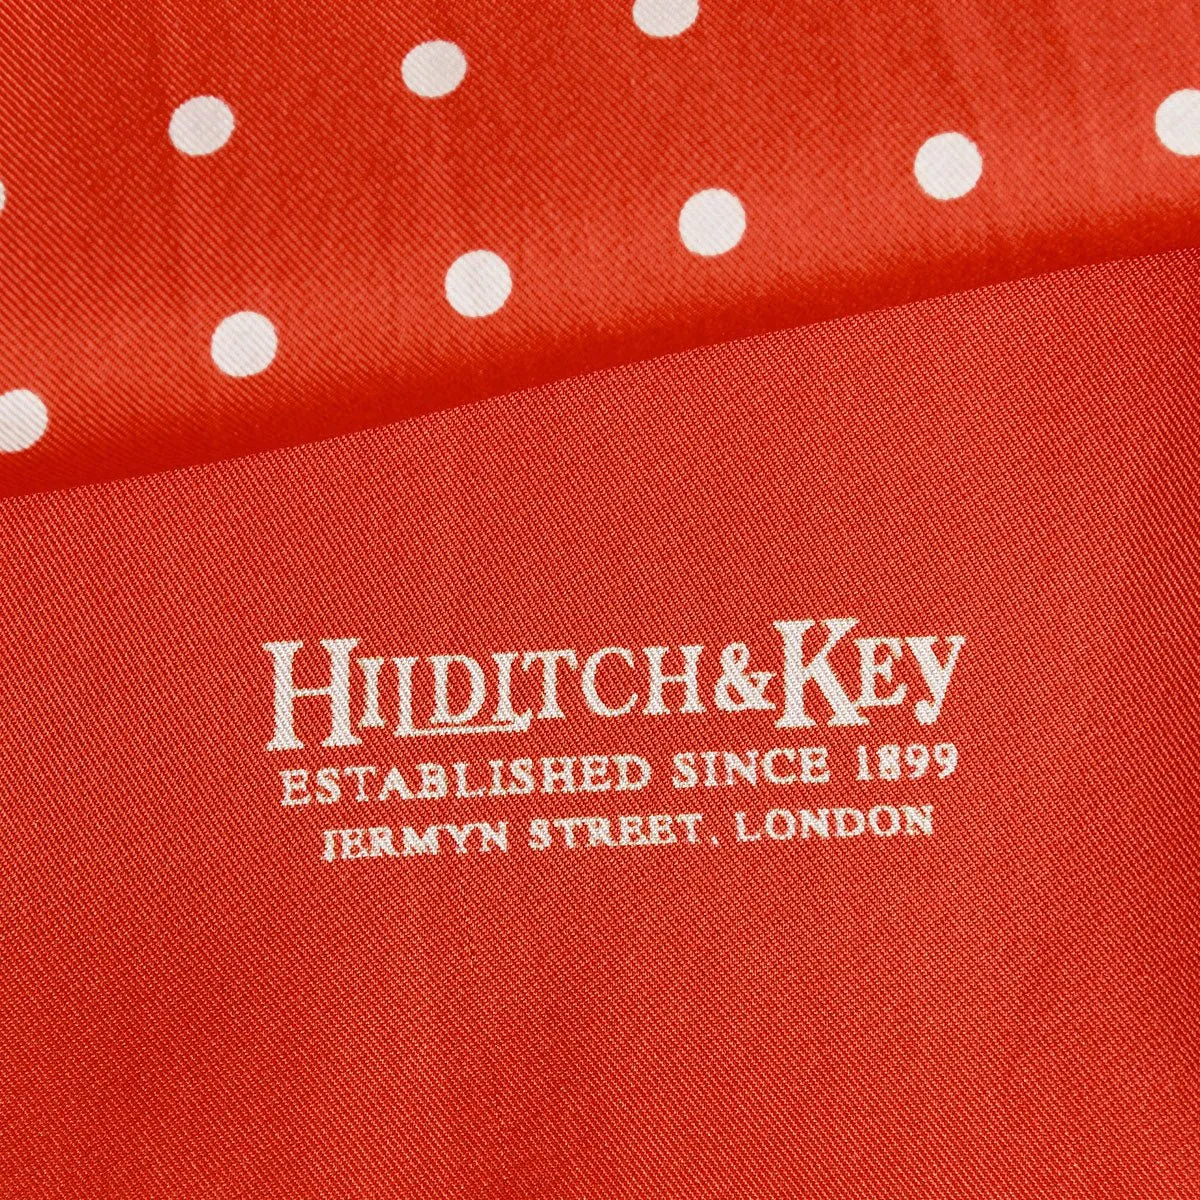 HILDITCH & KEY
ESTABLISHED SINCE 1899
JERMYN STREET, LONDON